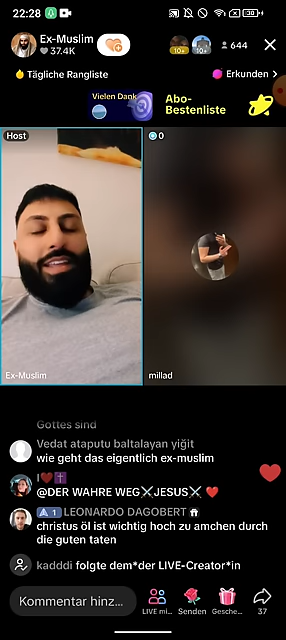 22:28
Ex-Muslim
37.4K
10+
10+
644
Tägliche Rangliste
Erkunden >
Vielen Dank
Abo-
Bestenliste
Host
0
Ex-Muslim
millad
Gottes sind
Vedat ataputu baltalayan yiğit
wie geht das eigentlich ex-muslim
I❤️✝️
@DER WAHRE WEG⚔️JESUS⚔️ ❤️
1 LEONARDO DAGOBERT
christus öl ist wichtig hoch zu amchen durch
die guten taten
kadddi folgte dem*der LIVE-Creator*in
Kommentar hinz...
LIVE mi...
Senden
Gesche...
37